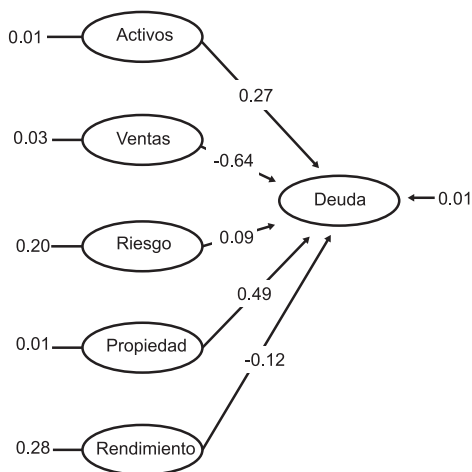 0.01 Activos
0.27
0.03 Ventas
-0.64
Deuda 0.01
0.20 Riesgo 0.09
0.49
0.01 Propiedad
-0.12
0.28 Rendimiento